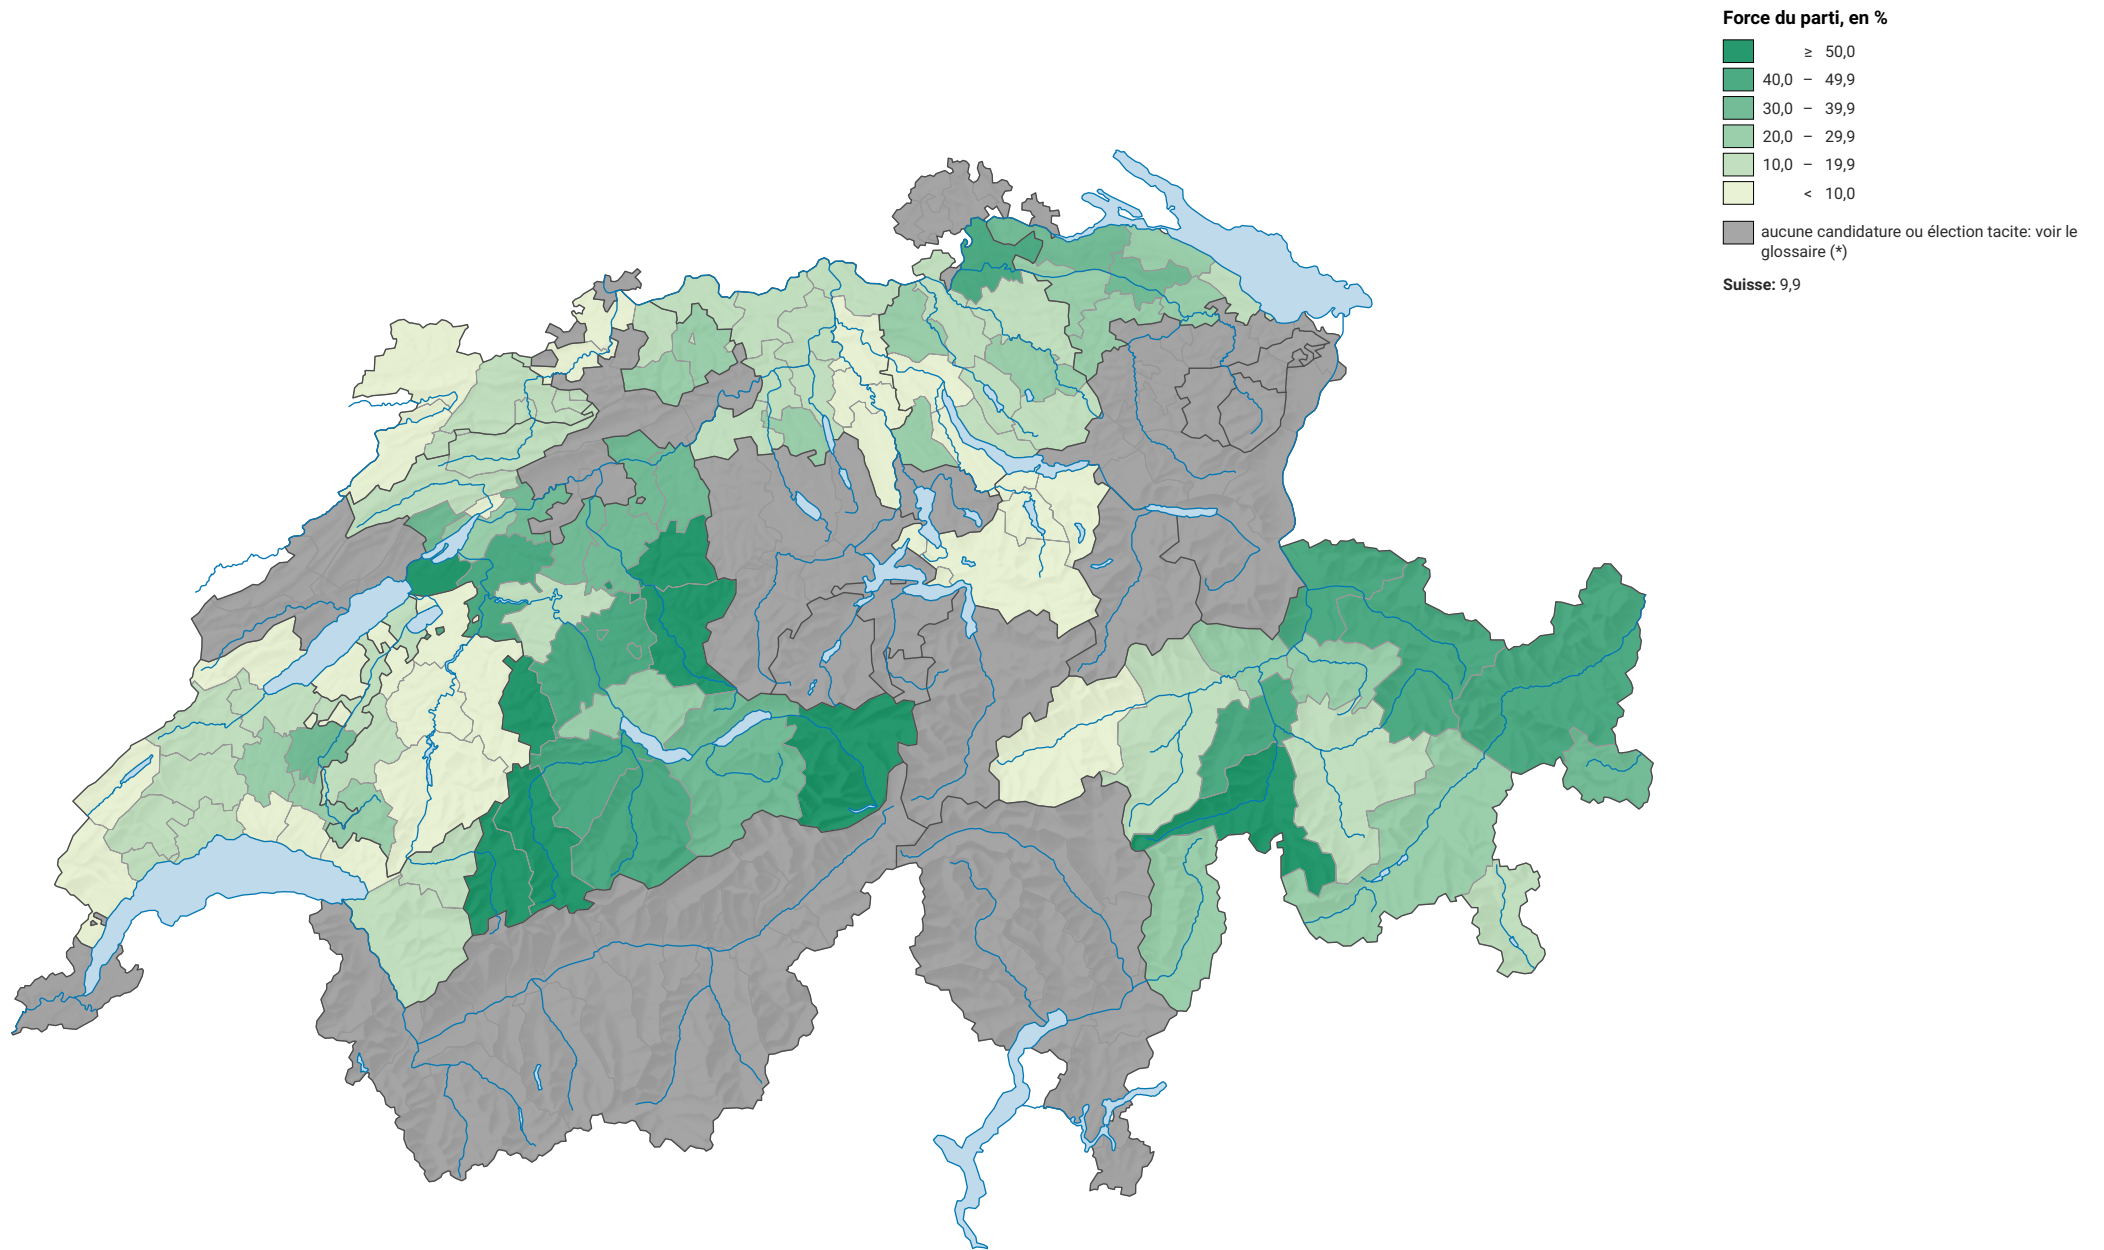 Force du parti, en %
≥ 50,0
40,0 – 49,9
30,0 – 39,9
20,0 – 29,9
10,0 – 19,9
< 10,0
aucune candidature ou élection tacite: voir le
glossaire (*)
Suisse: 9,9